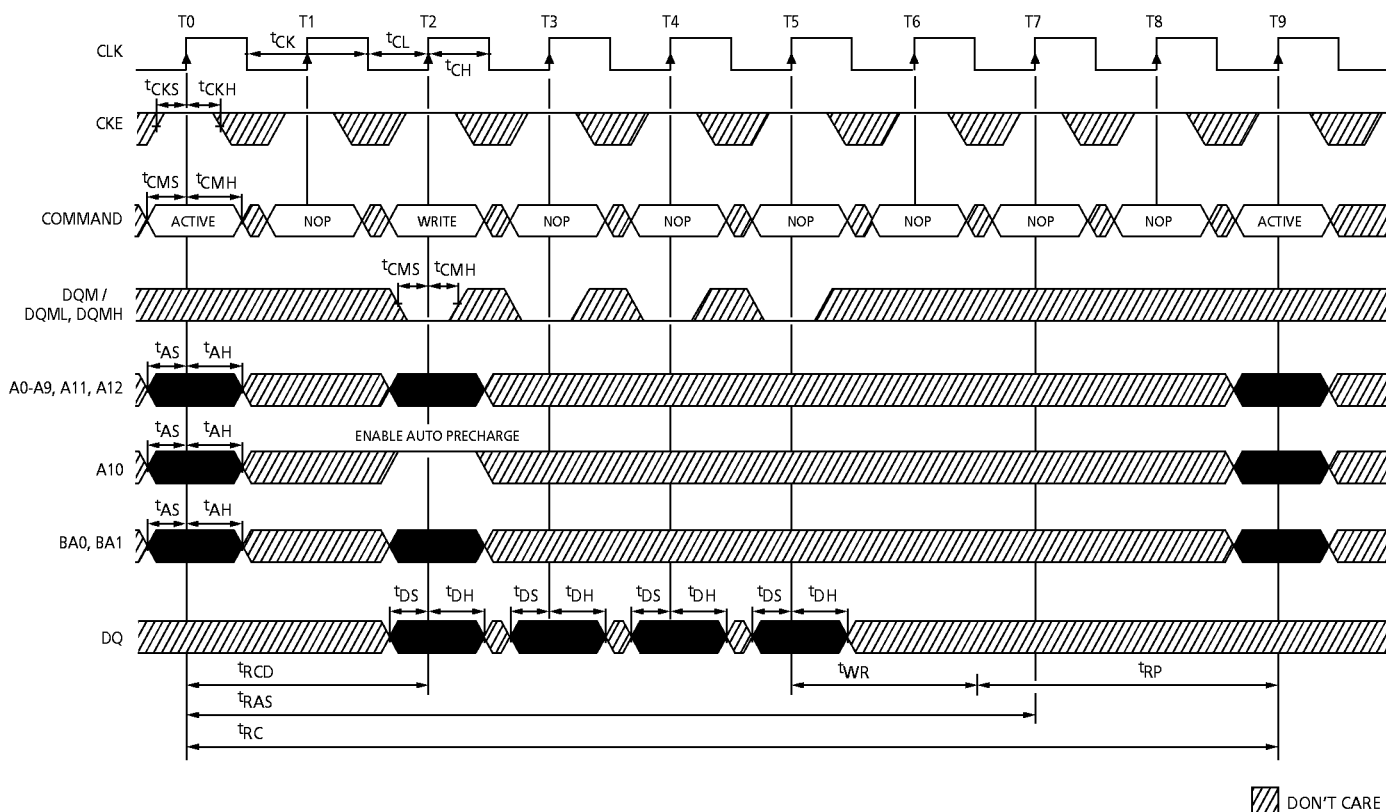 T0 T1 T2 T3 T4 T5 T6 T7 T8 T9
CLK tCK tCL tCH
tCKS tCKH
CKE
tCMS tCMH
COMMAND ACTIVE NOP WRITE NOP NOP NOP NOP NOP NOP ACTIVE
tCMS tCMH
DQM /
DQML, DQMH
tAS tAH
A0-A9, A11, A12
tAS tAH ENABLE AUTO PRECHARGE
A10
tAS tAH
BA0, BA1
tDS tDH tDS tDH tDS tDH tDS tDH
DQ
tRCD tWR tRP
tRAS
tRC
DON'T CARE